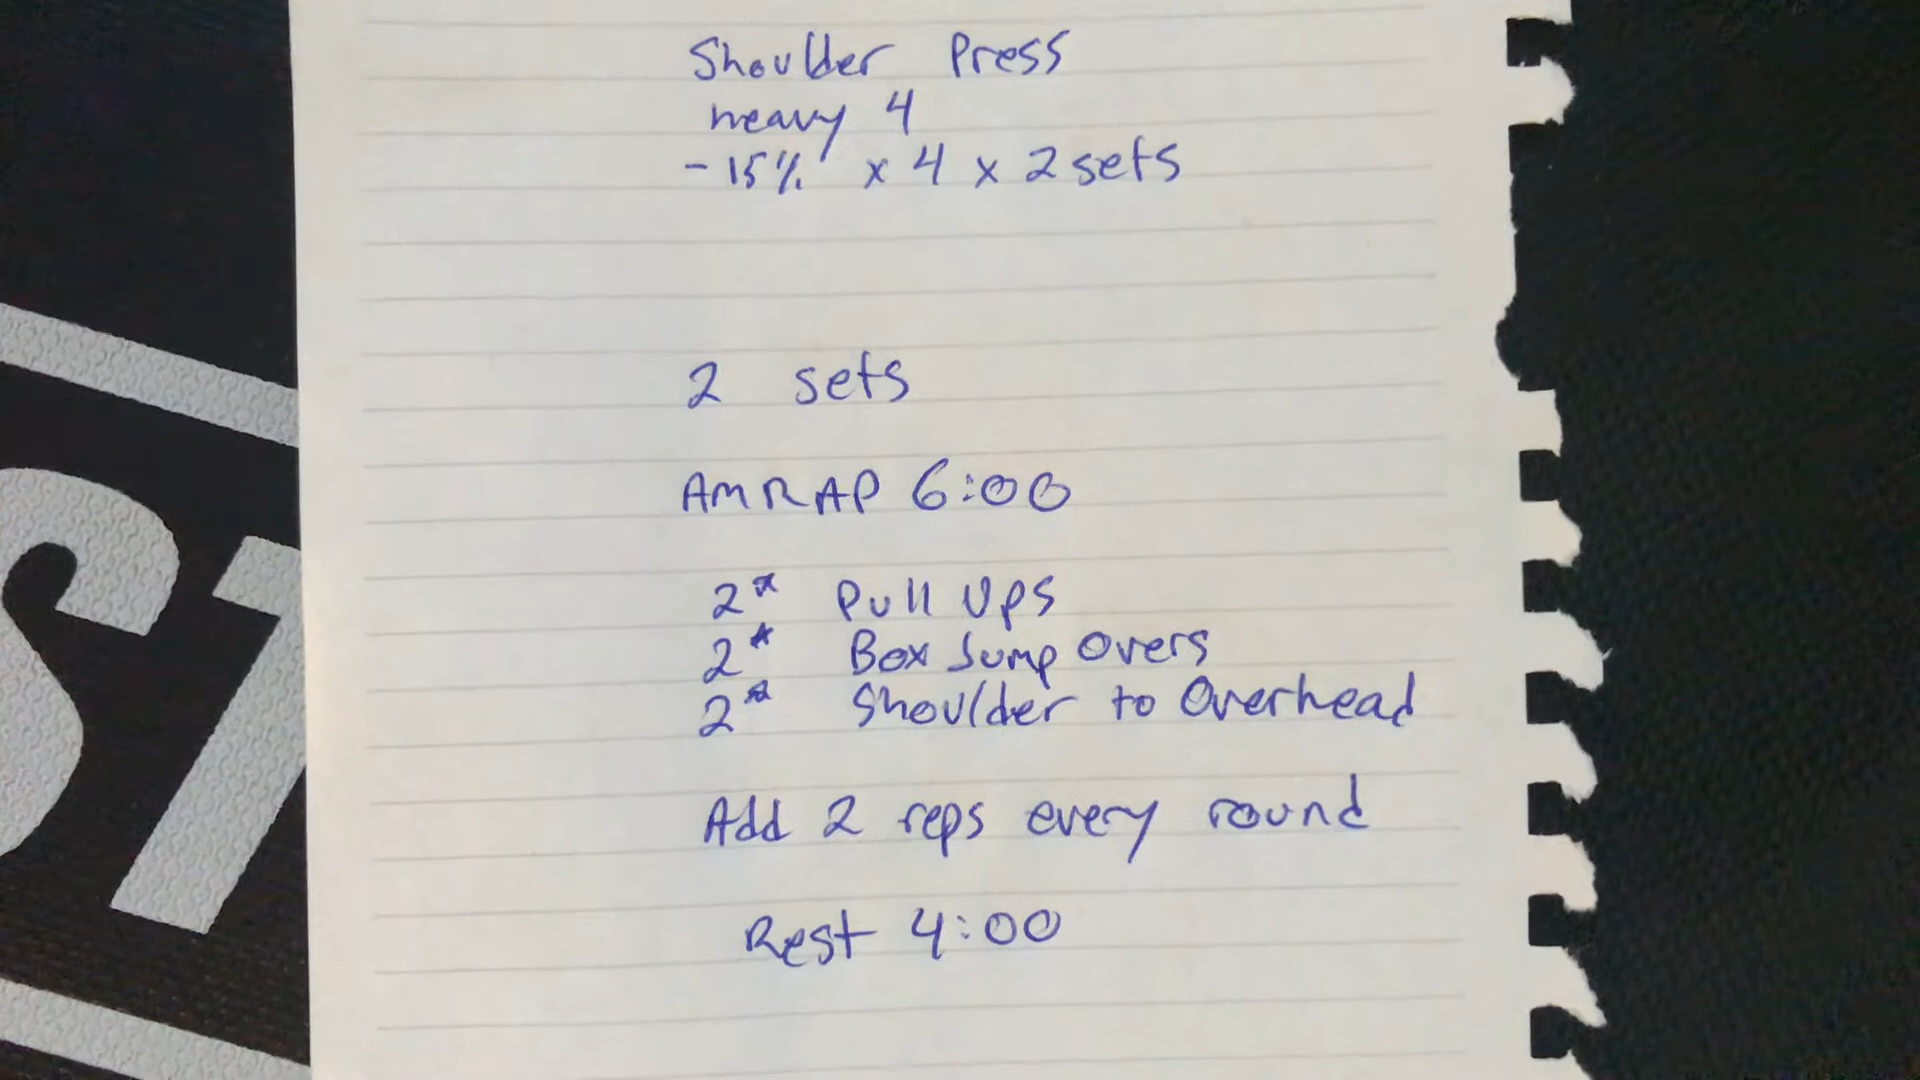 Shoulder Press
heavy 4
- 15% x 4 x 2 sets
2 sets
AMRAP 6:00
2* Pull Ups
2* Box Jump Overs
2* Shoulder to Overhead
Add 2 reps every round
Rest 4:00
ST